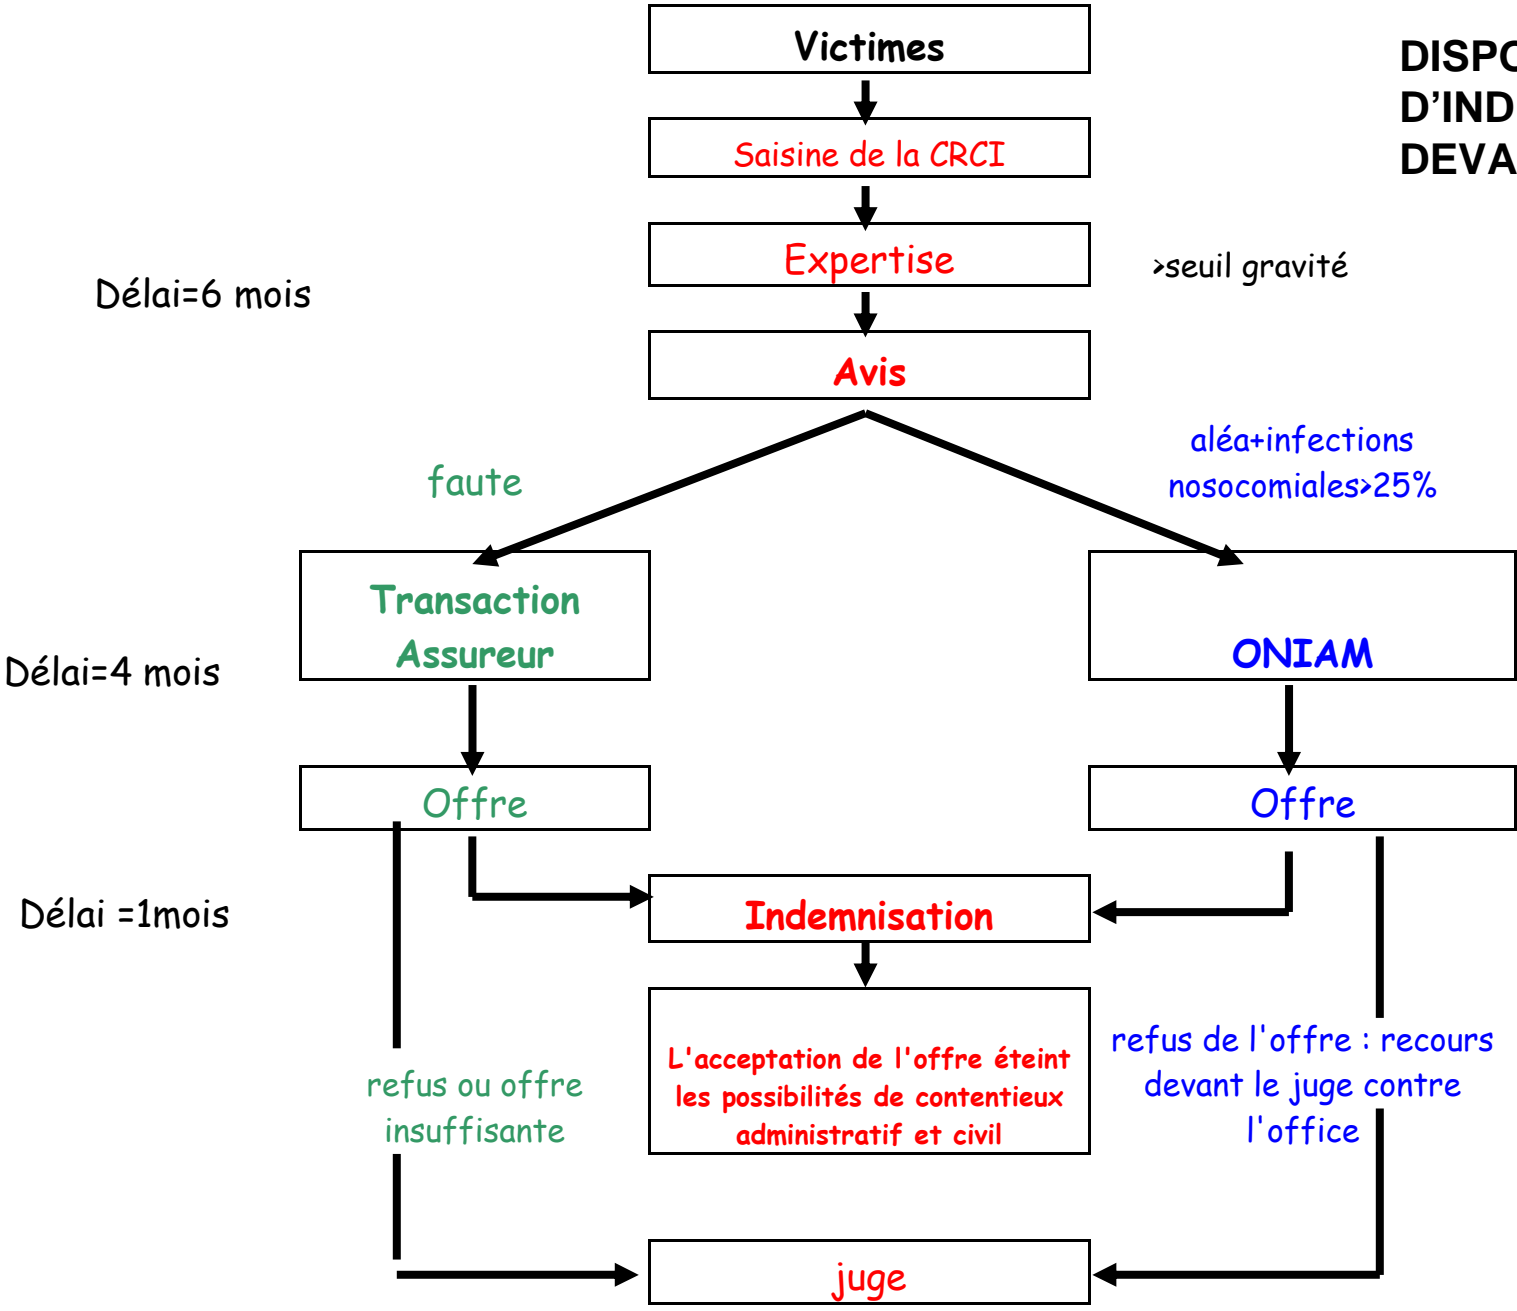 Victimes
DISPO
D’IND
DEVA
Saisine de la CRCI
Expertise
>seuil gravité
Délai=6 mois
Avis
faute
aléa+infections
nosocomiales>25%
Transaction
Assureur
ONIAM
Délai=4 mois
Offre
Offre
Délai =1mois
Indemnisation
L'acceptation de l'offre éteint
les possibilités de contentieux
administratif et civil
refus ou offre
insuffisante
refus de l'offre : recours
devant le juge contre
l'office
juge